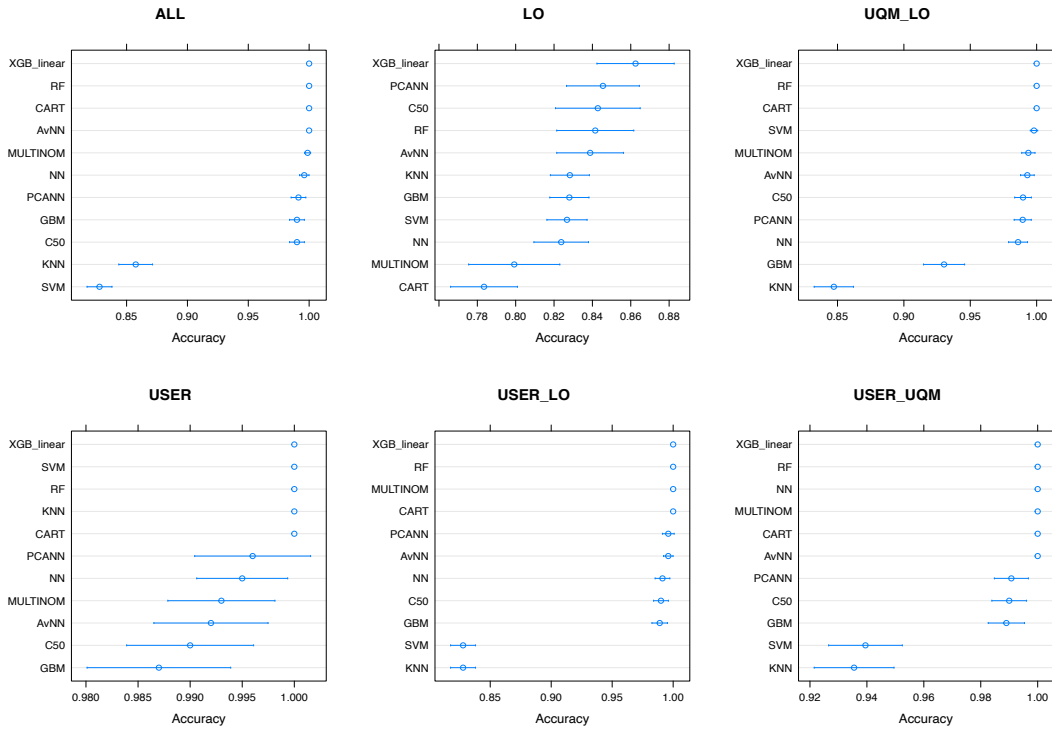 ALL
XGB_linear
RF
CART
AvNN
MULTINOM
NN
PCANN
GBM
C50
KNN
SVM
0.85 0.90 0.95 1.00
Accuracy
LO
XGB_linear
PCANN
C50
RF
AvNN
KNN
GBM
SVM
NN
MULTINOM
CART
0.78 0.80 0.82 0.84 0.86 0.88
Accuracy
UQM_LO
XGB_linear
RF
CART
SVM
MULTINOM
AvNN
C50
PCANN
NN
GBM
KNN
0.85 0.90 0.95 1.00
Accuracy
USER
XGB_linear
SVM
RF
KNN
CART
PCANN
NN
MULTINOM
AvNN
C50
GBM
0.980 0.985 0.990 0.995 1.000
Accuracy
USER_LO
XGB_linear
RF
MULTINOM
CART
PCANN
AvNN
NN
C50
GBM
SVM
KNN
0.85 0.90 0.95 1.00
Accuracy
USER_UQM
XGB_linear
RF
NN
MULTINOM
CART
AvNN
PCANN
C50
GBM
SVM
KNN
0.92 0.94 0.96 0.98 1.00
Accuracy